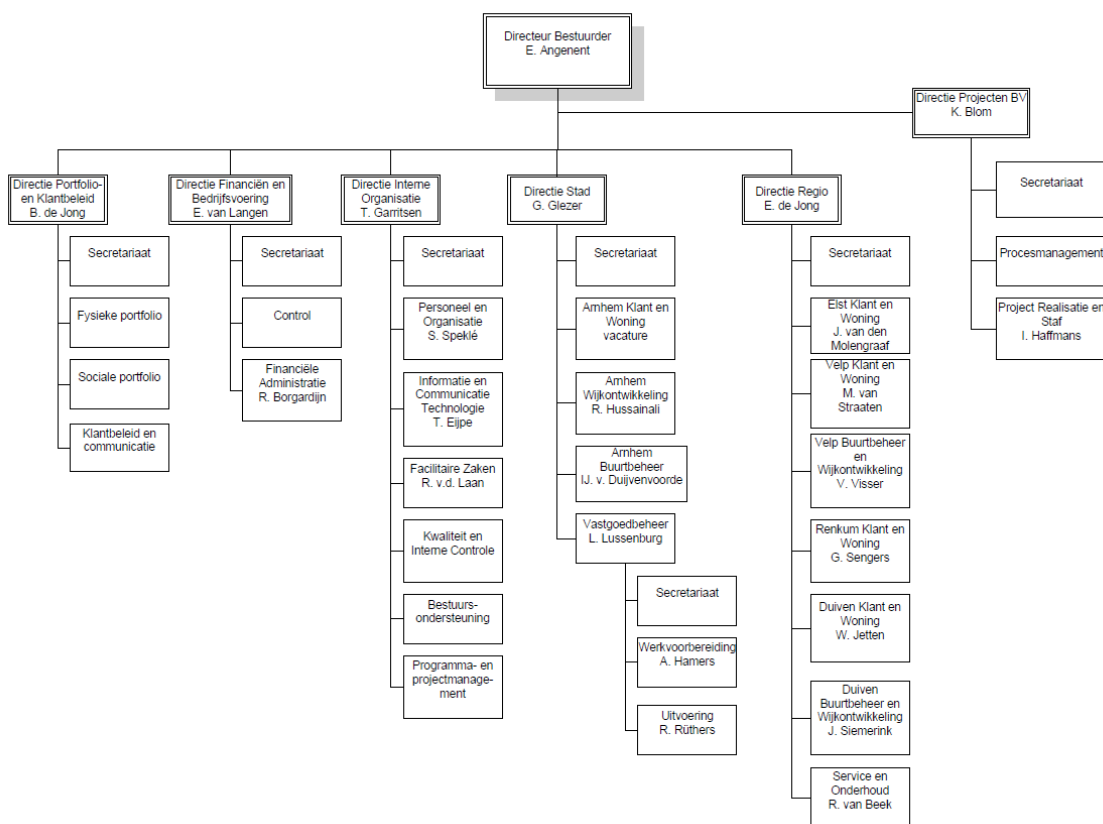 Directeur Bestuurder
E. Angenent
Directie Projecten BV
K. Blom
Secretariaat
Procesmanagement
Project Realisatie en
Staf
I. Haffmans
Directie Portfolio-
en Klantbeleid
B. de Jong
Secretariaat
Fysieke portfolio
Sociale portfolio
Klantbeleid en
communicatie
Directie Financiën en
Bedrijfsvoering
E. van Langen
Secretariaat
Control
Financiële
Administratie
R. Borgardijn
Directie Interne
Organisatie
T. Garritsen
Secretariaat
Personeel en
Organisatie
S. Speklé
Informatie en
Communicatie
Technologie
T. Eijpe
Facilitaire Zaken
R. v.d. Laan
Kwaliteit en
Interne Controle
Bestuurs-
ondersteuning
Programma- en
projectmanage-
ment
Directie Stad
G. Glezer
Secretariaat
Arnhem Klant en
Woning
vacature
Arnhem
Wijkontwikkeling
R. Hussainali
Arnhem
Buurtbeheer
IJ. v. Duijvenvoorde
Vastgoedbeheer
L. Lussenburg
Secretariaat
Werkvoorbereiding
A. Hamers
Uitvoering
R. Rüthers
Directie Regio
E. de Jong
Secretariaat
Elst Klant en
Woning
J. van den
Molengraaf
Velp Klant en
Woning
M. van
Straaten
Velp Buurtbeheer
en
Wijkontwikkeling
V. Visser
Renkum Klant en
Woning
G. Sengers
Duiven Klant en
Woning
W. Jetten
Duiven
Buurtbeheer en
Wijkontwikkeling
J. Siemerink
Service en
Onderhoud
R. van Beek